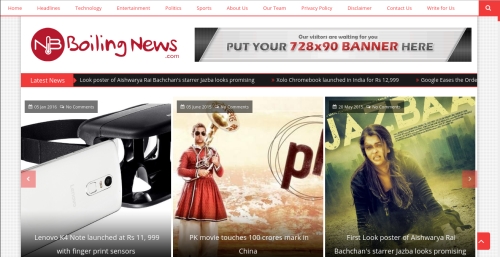 Home Headlines Technology Entertainment Politics Sports About Us Our Team Privacy Policy Disclaimer Contact Us Write for Us
NB Boiling News
.com
Our visitors are waiting for you
PUT YOUR 728x90 BANNER HERE
Latest News
Look poster of Aishwarya Rai Bachchan's starrer Jazba looks promising
Xolo Chromebook launched in India for Rs 12,999
Google Eases the Orde
No Comments
03 June 2015 No Comments
20 May 2015 No Comments
JAZBAA
pk
Lenovo K4 Note launched at Rs 11, 999
with finger print sensors
PK movie touches 100 crores mark in
China
First Look poster of Aishwarya Rai
Bachchan's starrer Jazba looks promising